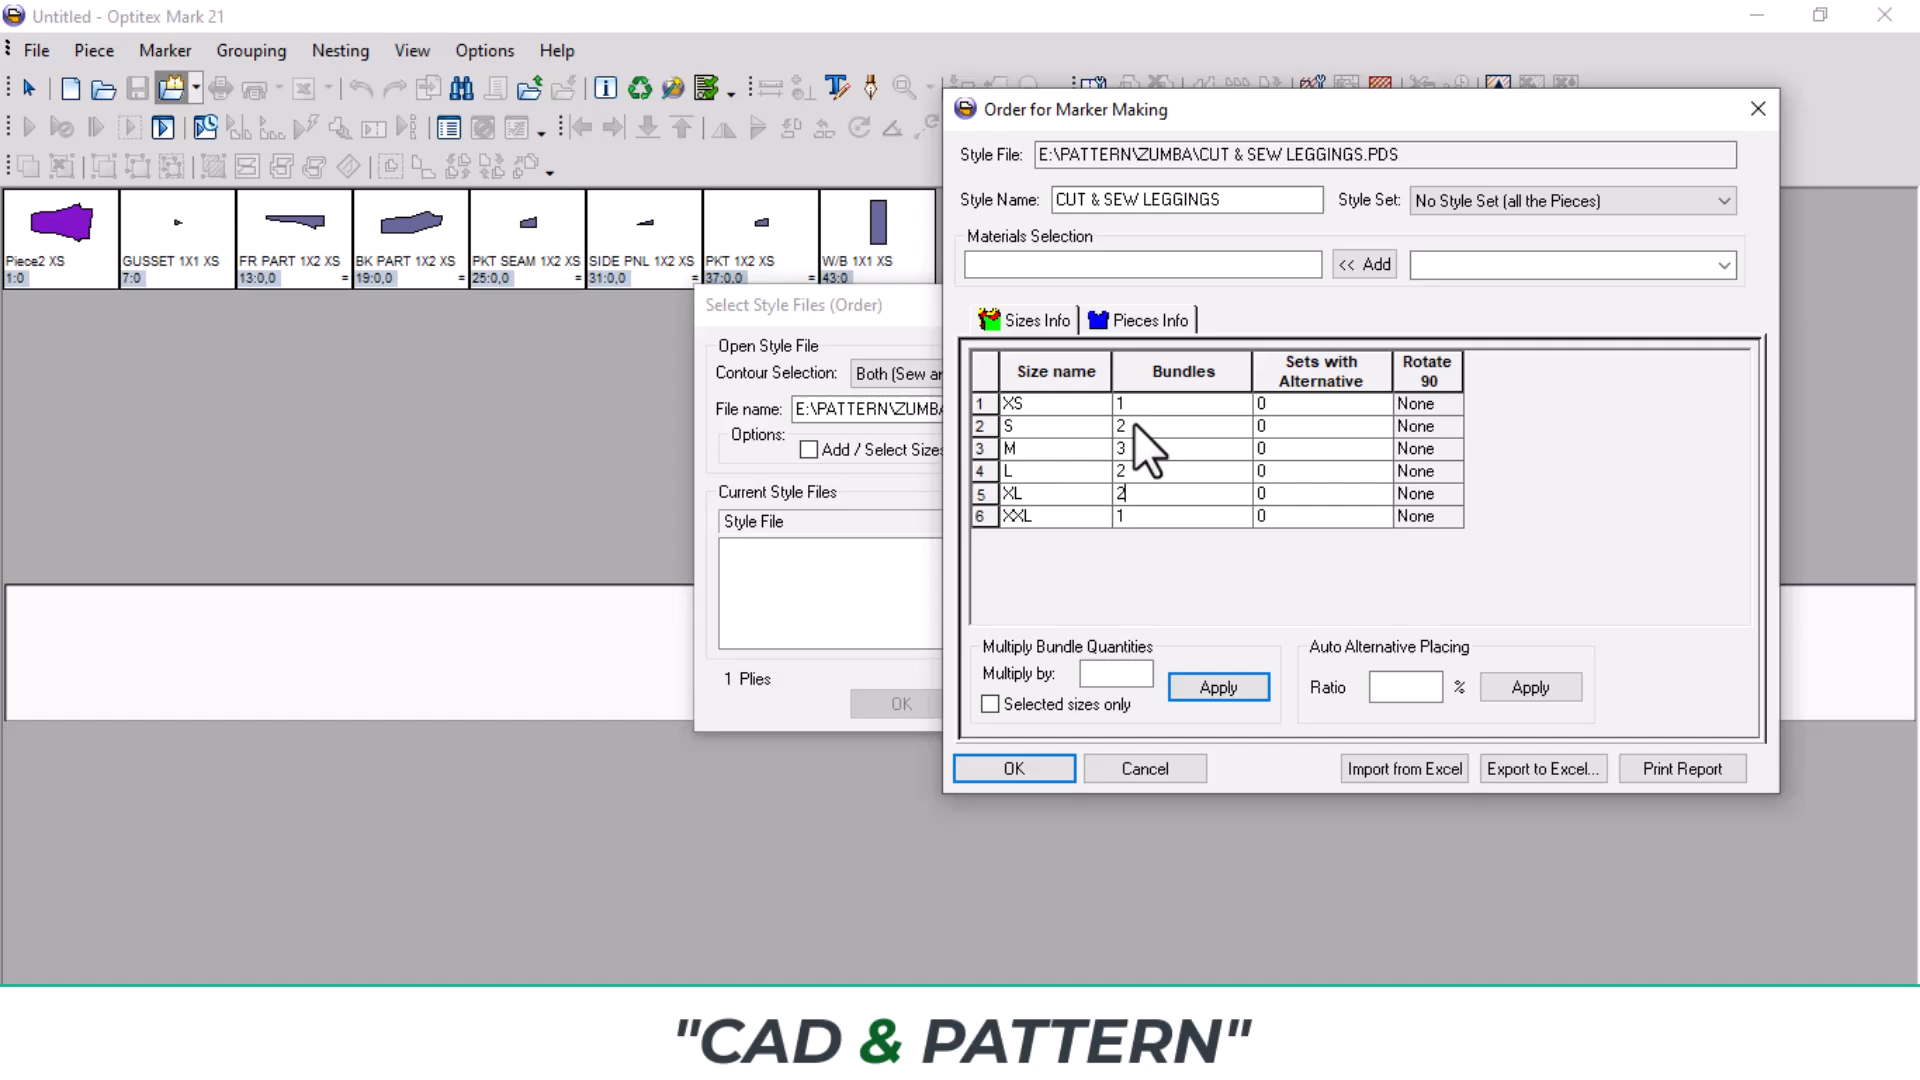 Untitled - Optitex Mark 21
File Piece Marker Grouping Nesting View Options Help
Piece2 XS
1:0
GUSSET 1X1 XS
7:0
FR PART 1X2 XS
13:0,0 =
BK PART 1X2 XS
19:0,0 =
PKT SEAM 1X2 XS
25:0,0 =
SIDE PNL 1X2 XS
31:0,0 =
PKT 1X2 XS
37:0,0 =
W/B 1X1 XS
43:0
Select Style Files (Order)
Open Style File
Contour Selection: Both (Sew ar
File name: E:\PATTERN\ZUMBA
Options:
Add / Select Sizes
Current Style Files
Style File
1 Plies
OK
Order for Marker Making
Style File: E:\PATTERN\ZUMBA\CUT & SEW LEGGINGS.PDS
Style Name: CUT & SEW LEGGINGS Style Set: No Style Set (all the Pieces)
Materials Selection
<< Add
Sizes Info Pieces Info
Size name Bundles Sets with Alternative Rotate 90
1 XS 1 0 None
2 S 2 0 None
3 M 3 0 None
4 L 2 0 None
5 XL 2 0 None
6 XXL 1 0 None
Multiply Bundle Quantities
Multiply by: Apply
Selected sizes only
Auto Alternative Placing
Ratio % Apply
OK Cancel Import from Excel Export to Excel... Print Report
"CAD & PATTERN"